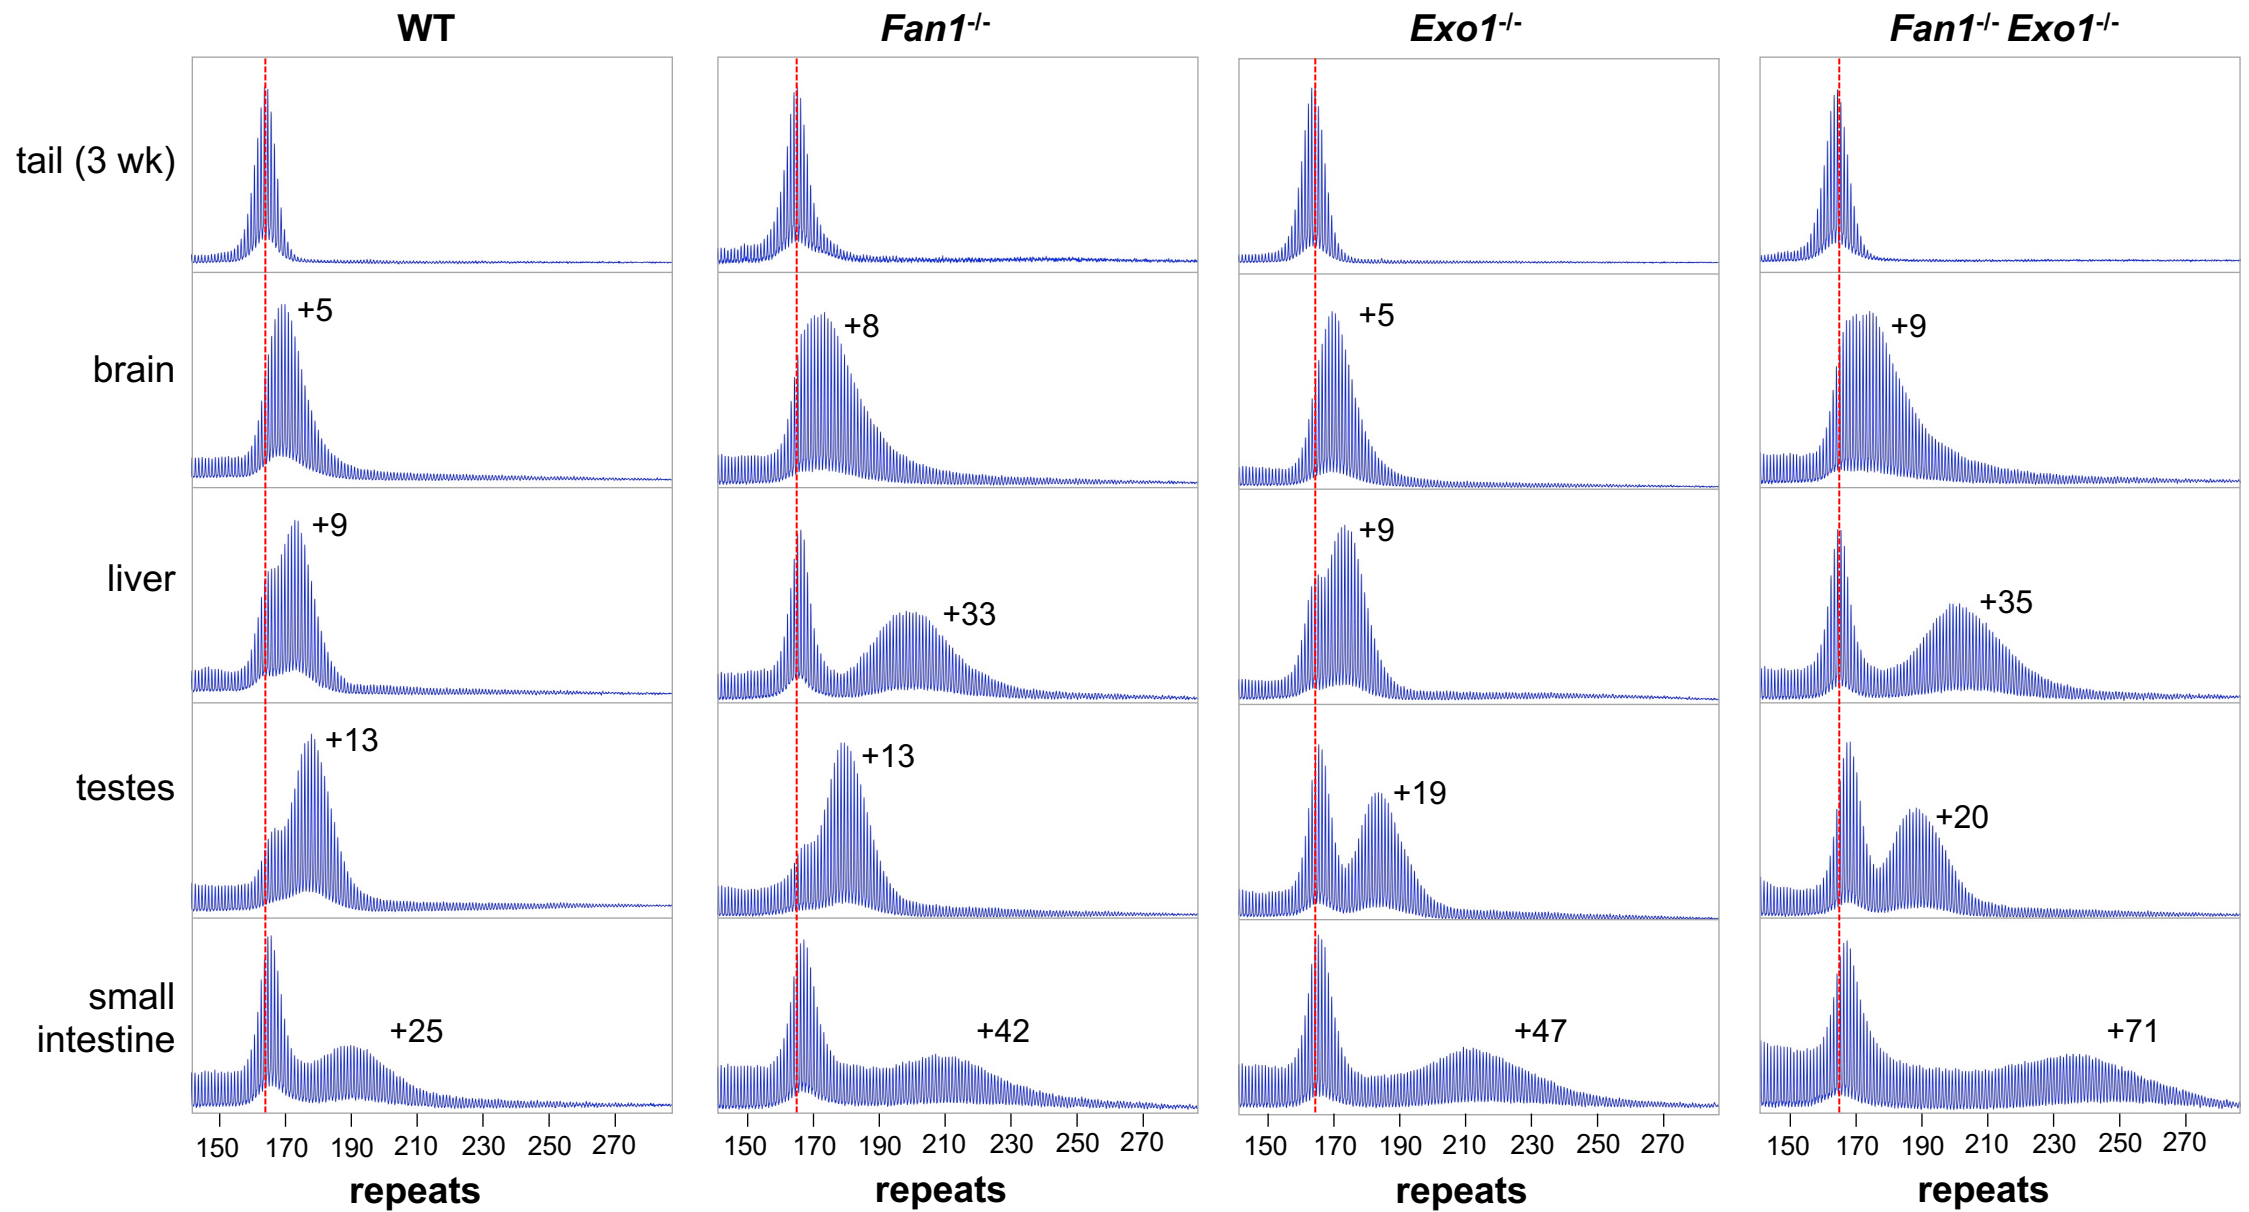 WT Fan1-/- Exo1-/- Fan1-/- Exo1-/-
tail (3 wk)
brain
+5 +8 +5 +9
liver
+9 +33 +9 +35
testes
+13 +13 +19 +20
small
intestine
+25 +42 +47 +71
150 170 190 210 230 250 270 150 170 190 210 230 250 270 150 170 190 210 230 250 270 150 170 190 210 230 250 270
repeats repeats repeats repeats